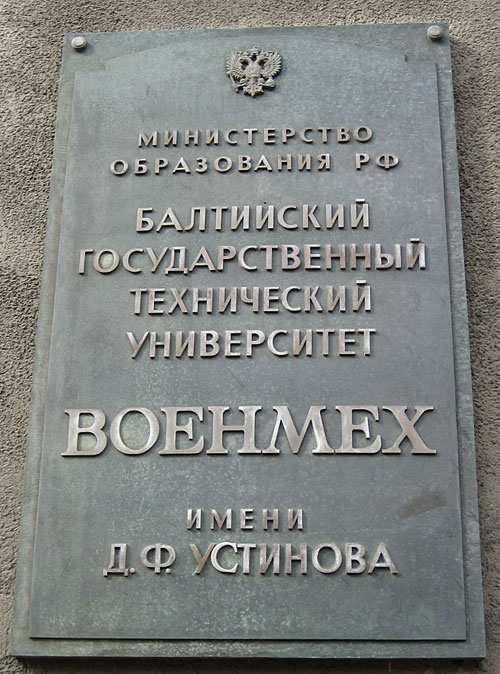 МИНИСТЕРСТВО
ОБРАЗОВАНИЯ РФ
БАЛТИЙСКИЙ
ГОСУДАРСТВЕННЫЙ
ТЕХНИЧЕСКИЙ
УНИВЕРСИТЕТ
ВОЕНМЕХ
ИМЕНИ
Д.Ф. УСТИНОВА